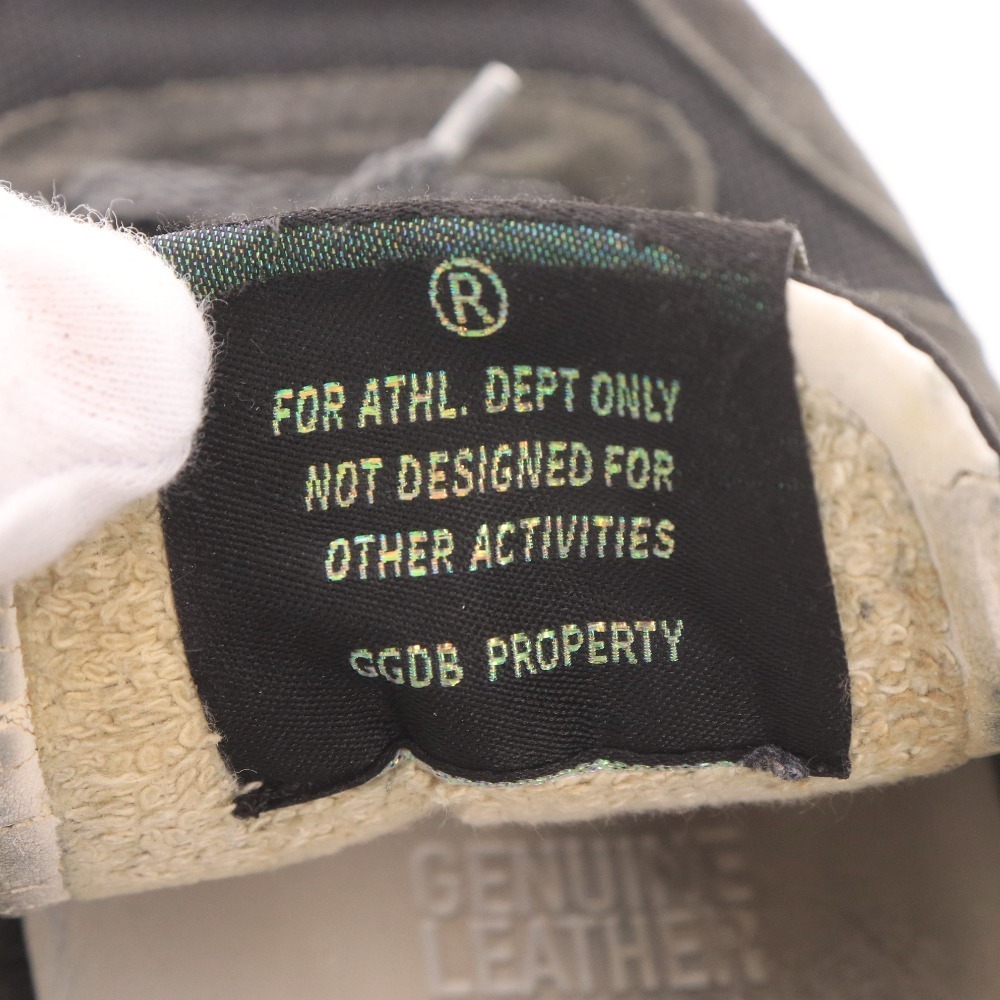 ®
FOR ATHL. DEPT ONLY
NOT DESIGNED FOR
OTHER ACTIVITIES
GGDB PROPERTY
GENUINE
LEATHER